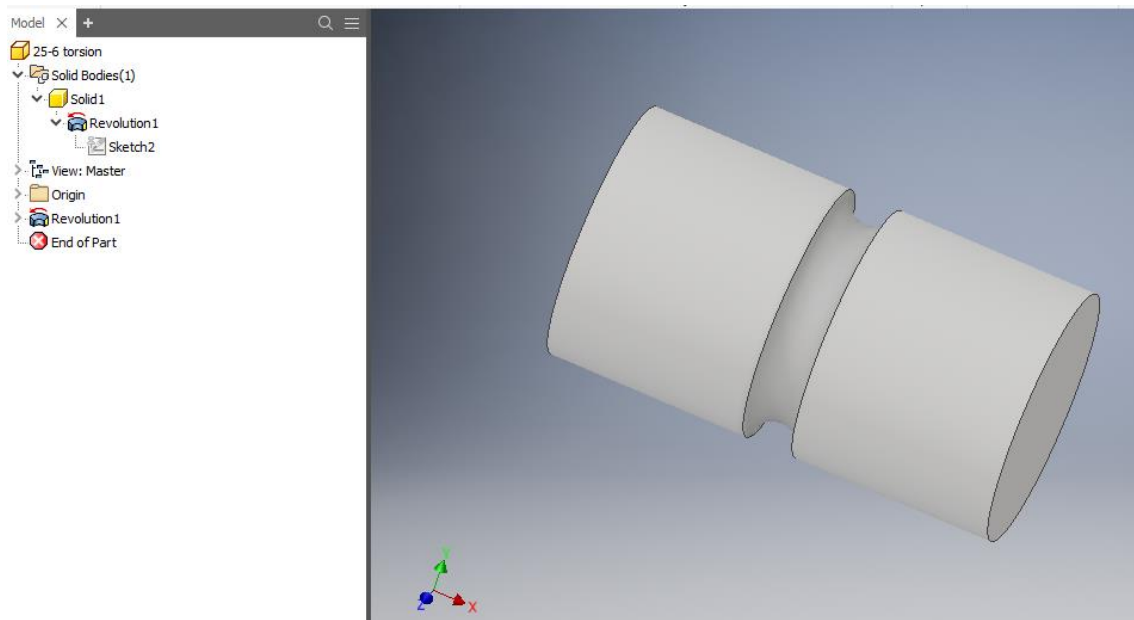 Model
25-6 torsion
Solid Bodies(1)
Solid1
Revolution1
Sketch2
View: Master
Origin
Revolution1
End of Part
Y
Z
X